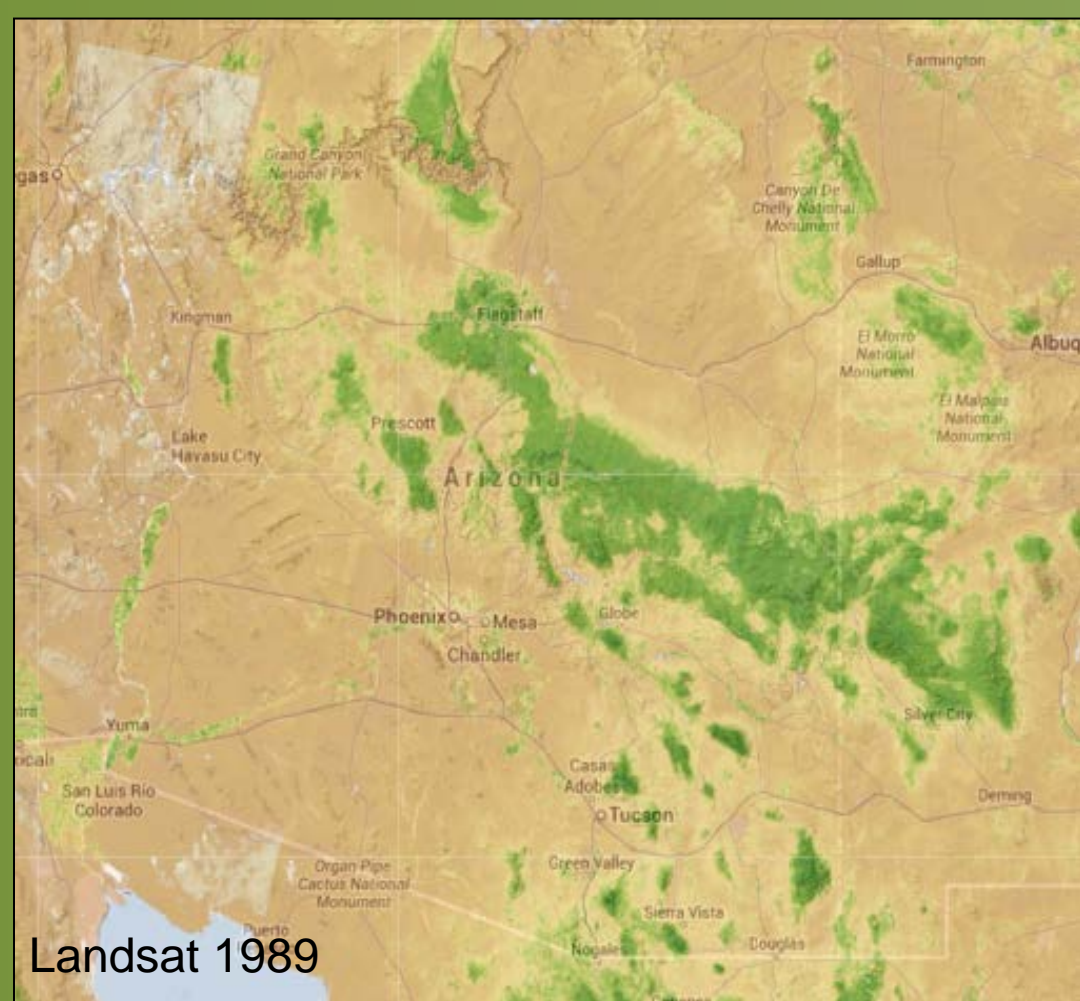 Farmington
Grand Canyon
National Park
gas
Canyon De
Chelly National
Monument
Gallup
Kingman
Flagstaff
El Morro
National
Monument
Albuq
El Malpais
National
Monument
Prescott
Lake
Havasu City
Arizona
Phoenix
Mesa
Globe
Chandler
Silver City
Yuma
xicali
Casas
Adobes
San Luis Río
Colorado
Deming
Tucson
Green Valley
Organ Pipe
Cactus National
Monument
Sierra Vista
Puerto
Nogales
Douglas
Landsat 1989